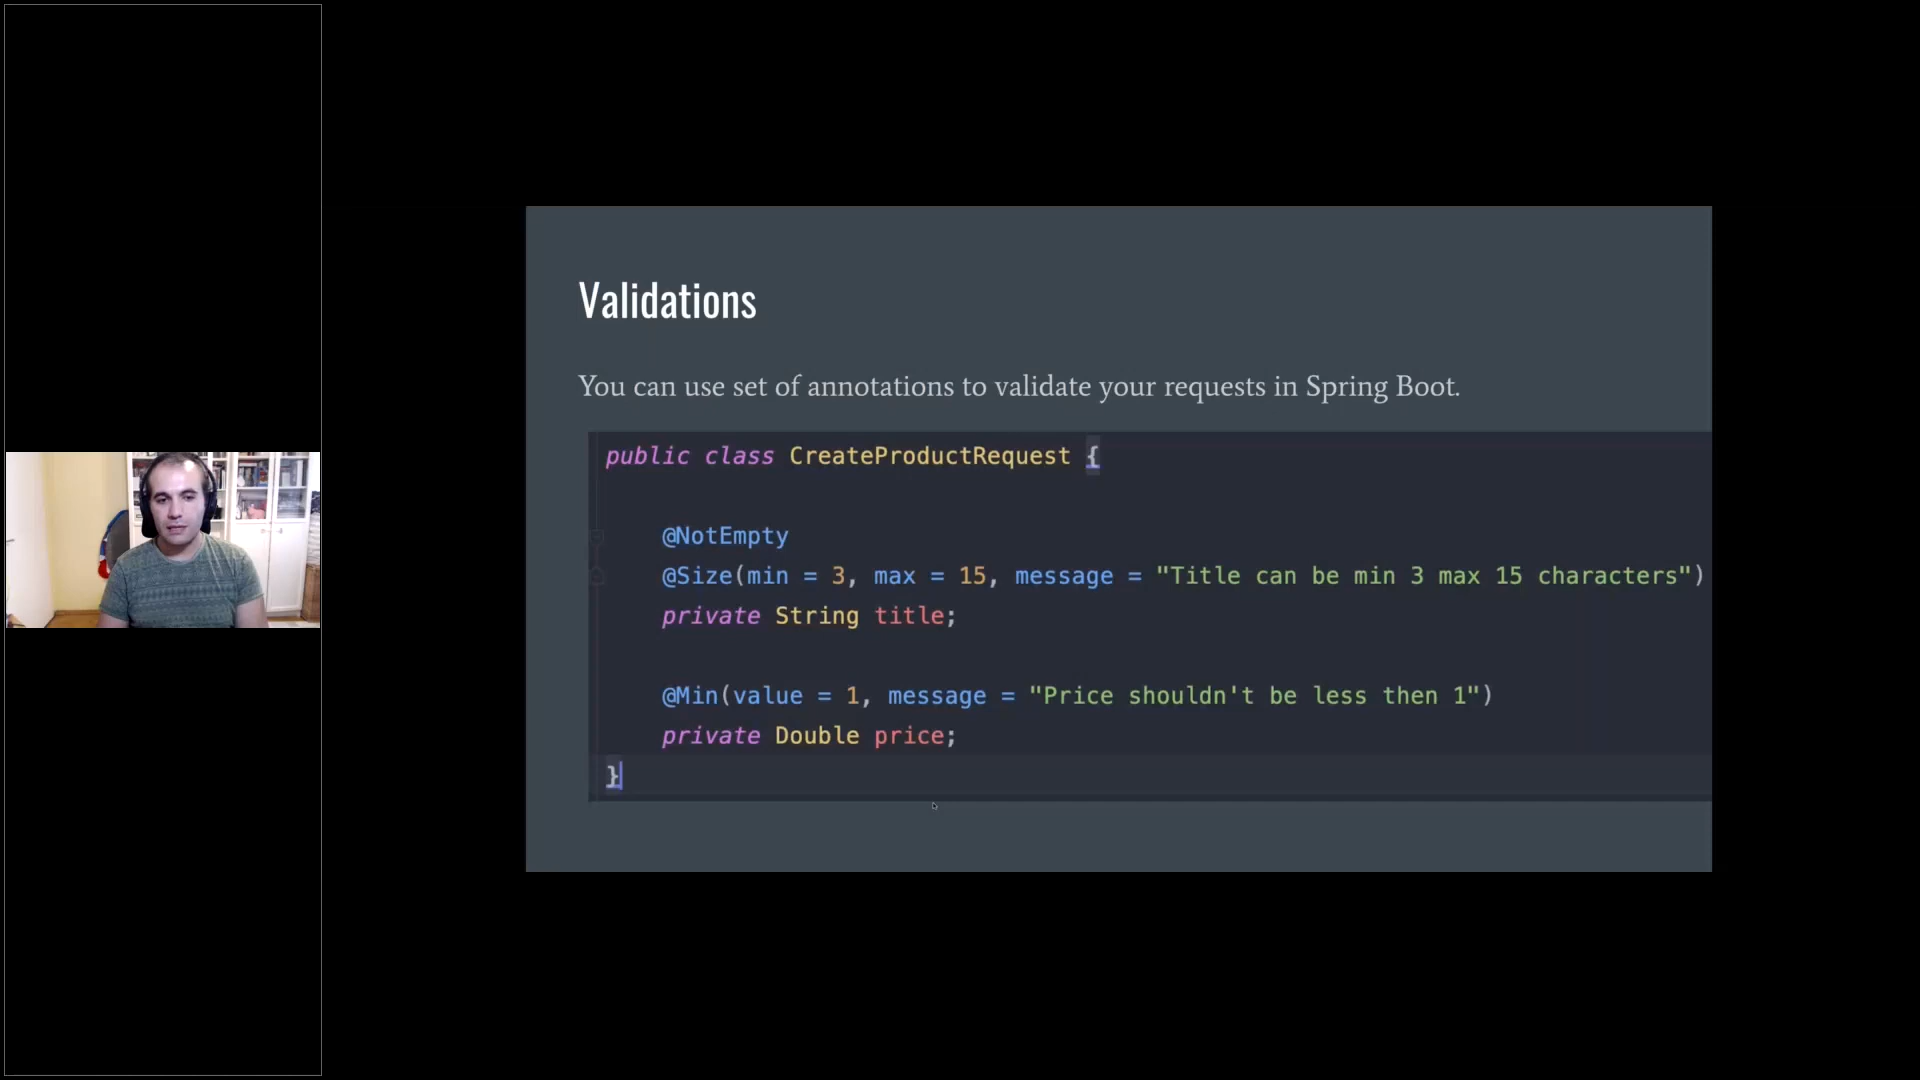 Validations
You can use set of annotations to validate your requests in Spring Boot.
public class CreateProductRequest {
@NotEmpty
@Size(min = 3, max = 15, message = "Title can be min 3 max 15 characters")
private String title;
@Min(value = 1, message = "Price shouldn't be less then 1")
private Double price;
}